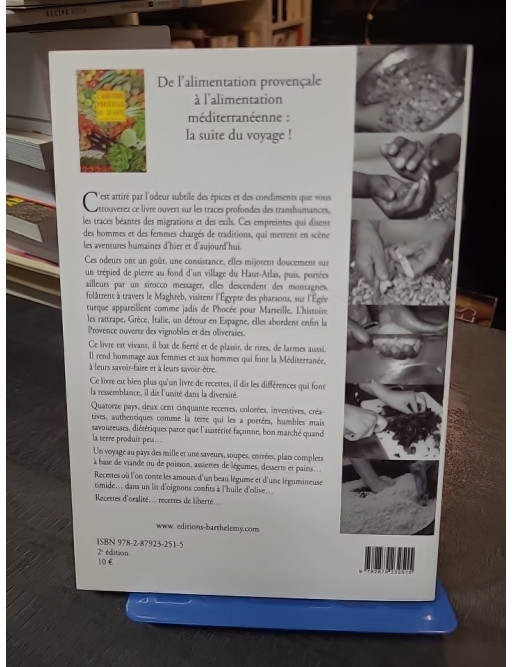 RECIPE BOOK
De l'alimentation provençale
à l'alimentation
méditerranéenne :
la suite du voyage !
C'est attiré par l'odeur subtile des épices et des condiments que vous
trouverez ce livre ouvert sur les traces profondes des transhumances,
les traces béantes des migrations et des exils. Ces empreintes qui disent
des hommes et des femmes chargés de traditions, qui mettent en scène
les aventures humaines d'hier et d'aujourd'hui.
Ces odeurs ont un goût, une consistance, elles mijotent doucement sur
un trépied de pierre au fond d'un village du Haut-Atlas, puis, portées
ailleurs par un sirocco messager, elles descendent des montagnes,
folâtrent à travers le Maghreb, visitent l'Égypte des pharaons, sur l'Égée
turque appareillent comme jadis de Phocée pour Marseille. L'histoire
les rattrape, Grèce, Italie, un détour en Espagne, elles abordent enfin la
Provence ouverte des vignobles et des oliveraies.
Ce livre est vivant, il bat de fierté et de plaisir, de rires, de larmes aussi.
Il rend hommage aux femmes et aux hommes qui font la Méditerranée,
à leurs savoir-faire et à leurs savoir-être.
Ce livre est bien plus qu'un livre de recettes, il dit les différences qui font
la ressemblance, il dit l'unité dans la diversité.
Quatorze pays, deux cent cinquante recettes, colorées, inventives, créa-
tives, authentiques comme la terre qui les a portées, humbles mais
savoureuses, diététiques parce que l'austérité façonne, bon marché quand
la terre produit peu...
Un voyage au pays des mille et une saveurs, soupes, entrées, plats complets
à base de viande ou de poisson, assiettes de légumes, desserts et pains...
Recettes où l'on conte les amours d'un beau légume et d'une légumineuse
timide... dans un lit d'oignons confits à l'huile d'olive...
Recettes d'oralité... recettes de liberté...
www.editions-barthelemy.com
ISBN 978-2-87923-251-5
2e édition
10 €